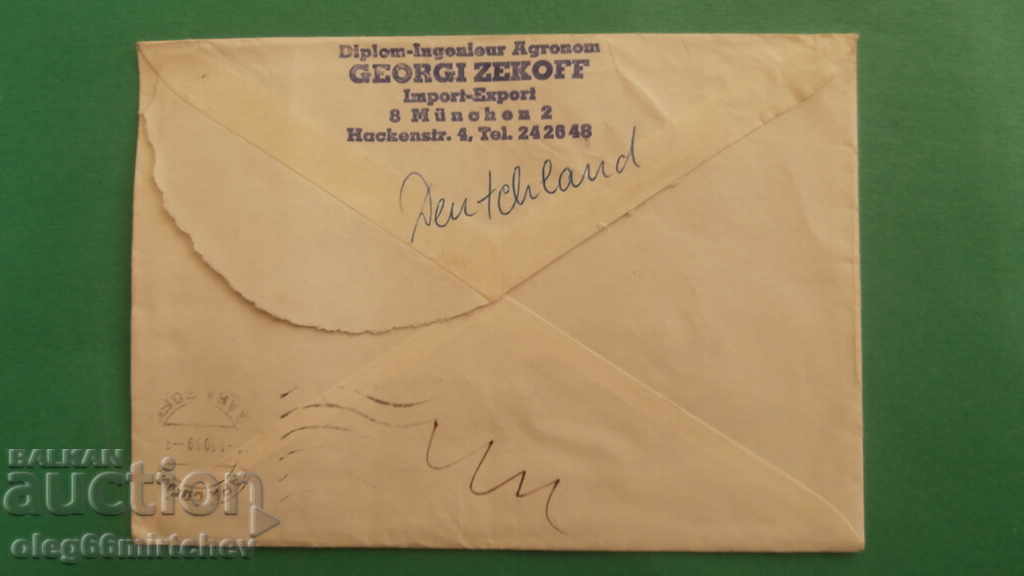 Diplom-Ingenieur Agronom
GEORGI ZEKOFF
Import-Export
8 München 2
Hackenstr. 4, Tel. 242648
Deutchland
BALKAN
auction
oleg66mirtchev